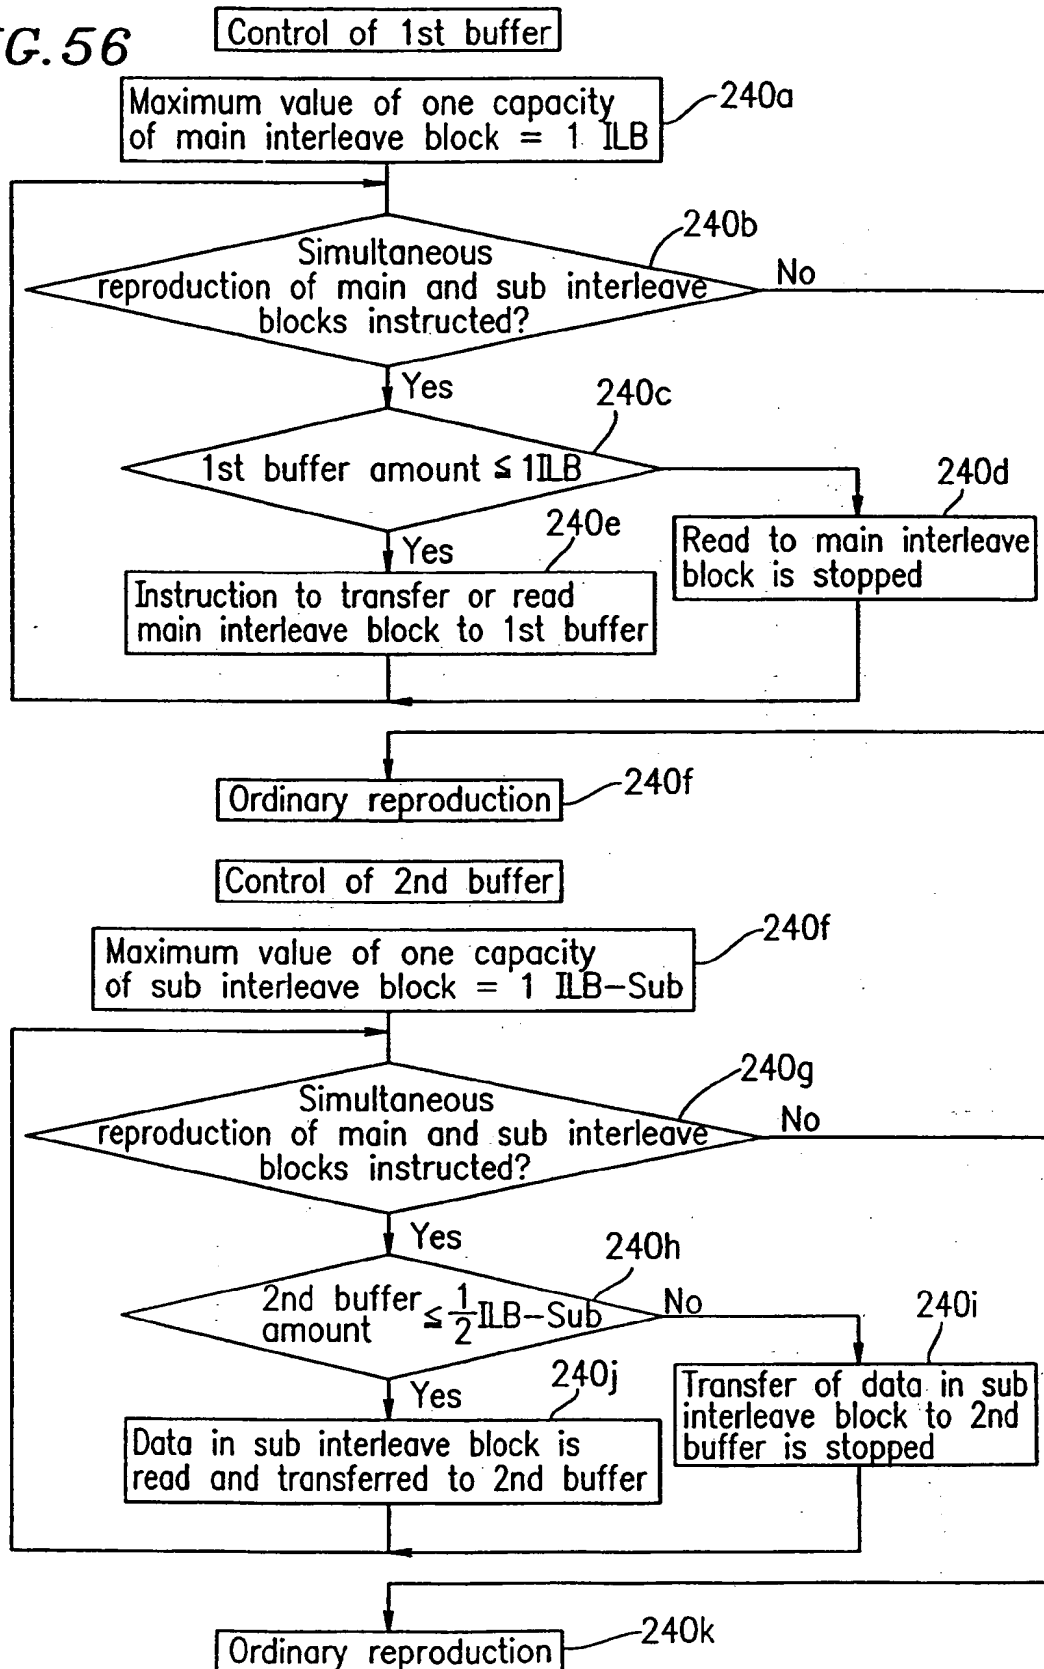 G.56
Control of 1st buffer
Maximum value of one capacity
of main interleave block = 1 ILB
240a
240b
Simultaneous
reproduction of main and sub interleave
blocks instructed?
No
Yes
240c
1st buffer amount ≦ 1ILB
240d
240e
Yes
Read to main interleave
block is stopped
Instruction to transfer or read
main interleave block to 1st buffer
Ordinary reproduction
240f
Control of 2nd buffer
240f
Maximum value of one capacity
of sub interleave block = 1 ILB-Sub
240g
Simultaneous
reproduction of main and sub interleave
blocks instructed?
No
Yes
240h
2nd buffer
amount ≦ 1/2 ILB-Sub
No
240i
240j
Yes
Transfer of data in sub
interleave block to 2nd
buffer is stopped
Data in sub interleave block is
read and transferred to 2nd buffer
Ordinary reproduction
240k